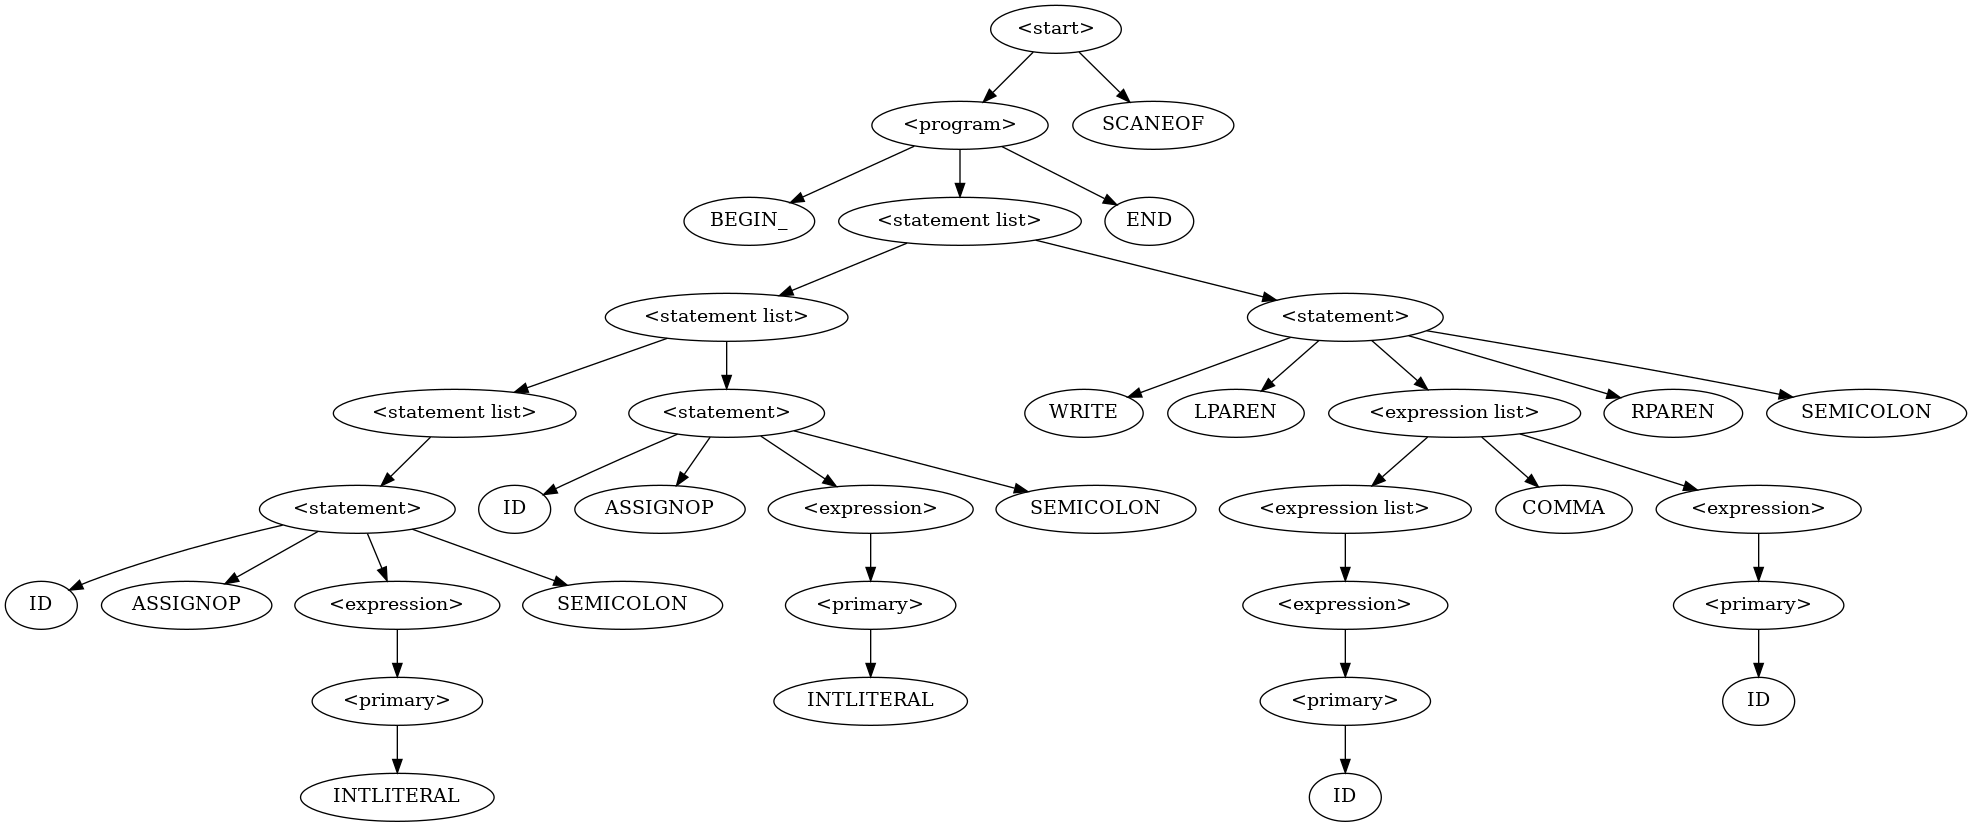 <start>
<program>
SCANEOF
BEGIN_
<statement list>
END
<statement list>
<statement>
<statement list>
<statement>
WRITE
LPAREN
<expression list>
RPAREN
SEMICOLON
<statement>
ID
ASSIGNOP
<expression>
SEMICOLON
<expression list>
COMMA
<expression>
ID
ASSIGNOP
<expression>
SEMICOLON
<primary>
<expression>
<primary>
<primary>
INTLITERAL
<primary>
ID
INTLITERAL
ID